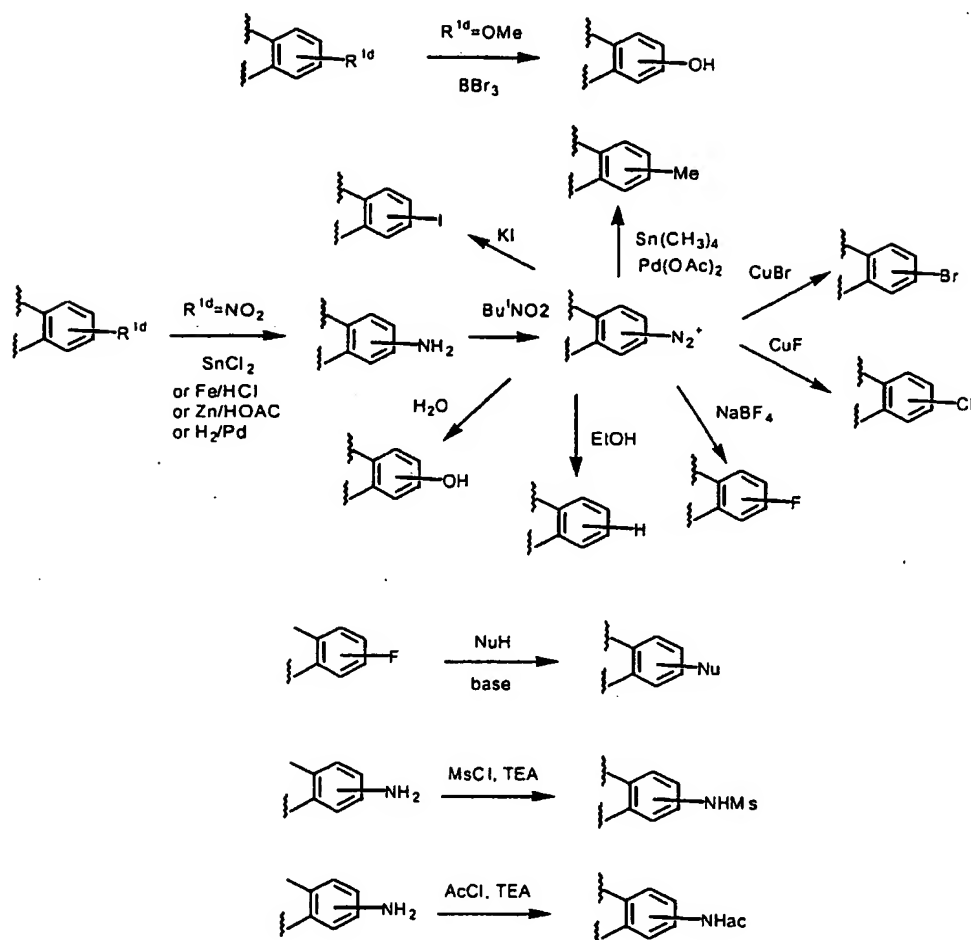 R1d=OMe
R1d
BBr3
OH
Me
I
KI
Sn(CH3)4
Pd(OAc)2
CuBr
Br
R1d=NO2
R1d
SnCl2
or Fe/HCl
or Zn/HOAC
or H2/Pd
NH2
ButNO2
N2+
CuF
Cl
H2O
OH
EtOH
H
NaBF4
F
F
NuH
base
Nu
NH2
MsCl, TEA
NHMs
NH2
AcCl, TEA
NHac